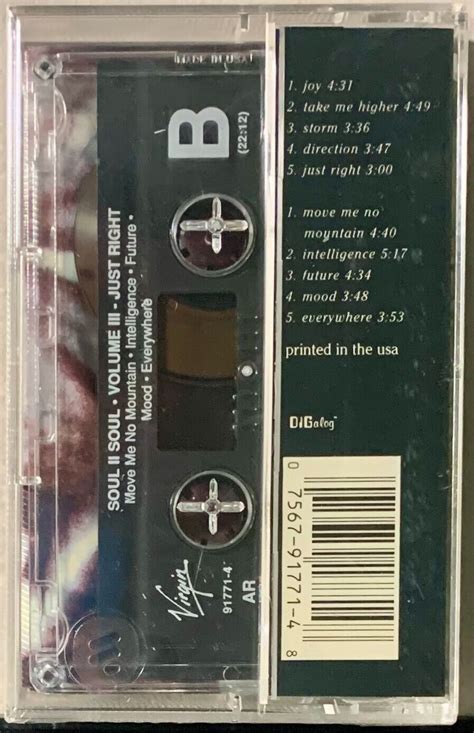 MADE IN USA
B
(22:12)
SOUL II SOUL • VOLUME III • JUST RIGHT
Move Me No Mountain • Intelligence • Future •
Mood • Everywhere
Virgin
91771-4
AR
1. joy 4:31
2. take me higher 4:49
3. storm 3:36
4. direction 3:47
5. just right 3:00
1. move me no
mountain 4:40
2. intelligence 5:17
3. future 4:34
4. mood 3:48
5. everywhere 3:53
printed in the usa
DIGalog™
0 7567-91771-4 8